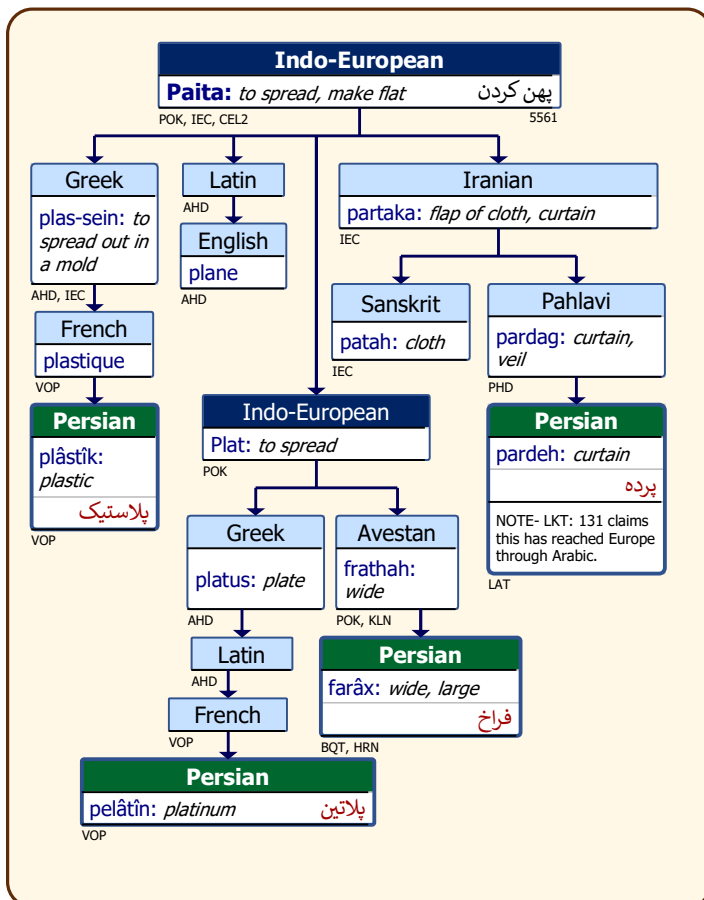 Indo-European
Paita: to spread, make flat پهن کردن
POK, IEC, CEL2 5561
Greek
plas-sein: to
spread out in
a mold
AHD, IEC
French
plastique
VOP
Persian
plâstîk:
plastic
پلاستیک
VOP
Latin
AHD
English
plane
AHD
Iranian
partaka: flap of cloth, curtain
IEC
Sanskrit
patah: cloth
IEC
Pahlavi
pardag: curtain,
veil
PHD
Persian
pardeh: curtain
پرده
NOTE- LKT: 131 claims
this has reached Europe
through Arabic.
LAT
Indo-European
Plat: to spread
POK
Greek
platus: plate
AHD
Latin
AHD
French
VOP
Persian
pelâtîn: platinum پلاتین
VOP
Avestan
frathah:
wide
POK, KLN
Persian
farâx: wide, large
فراخ
BQT, HRN